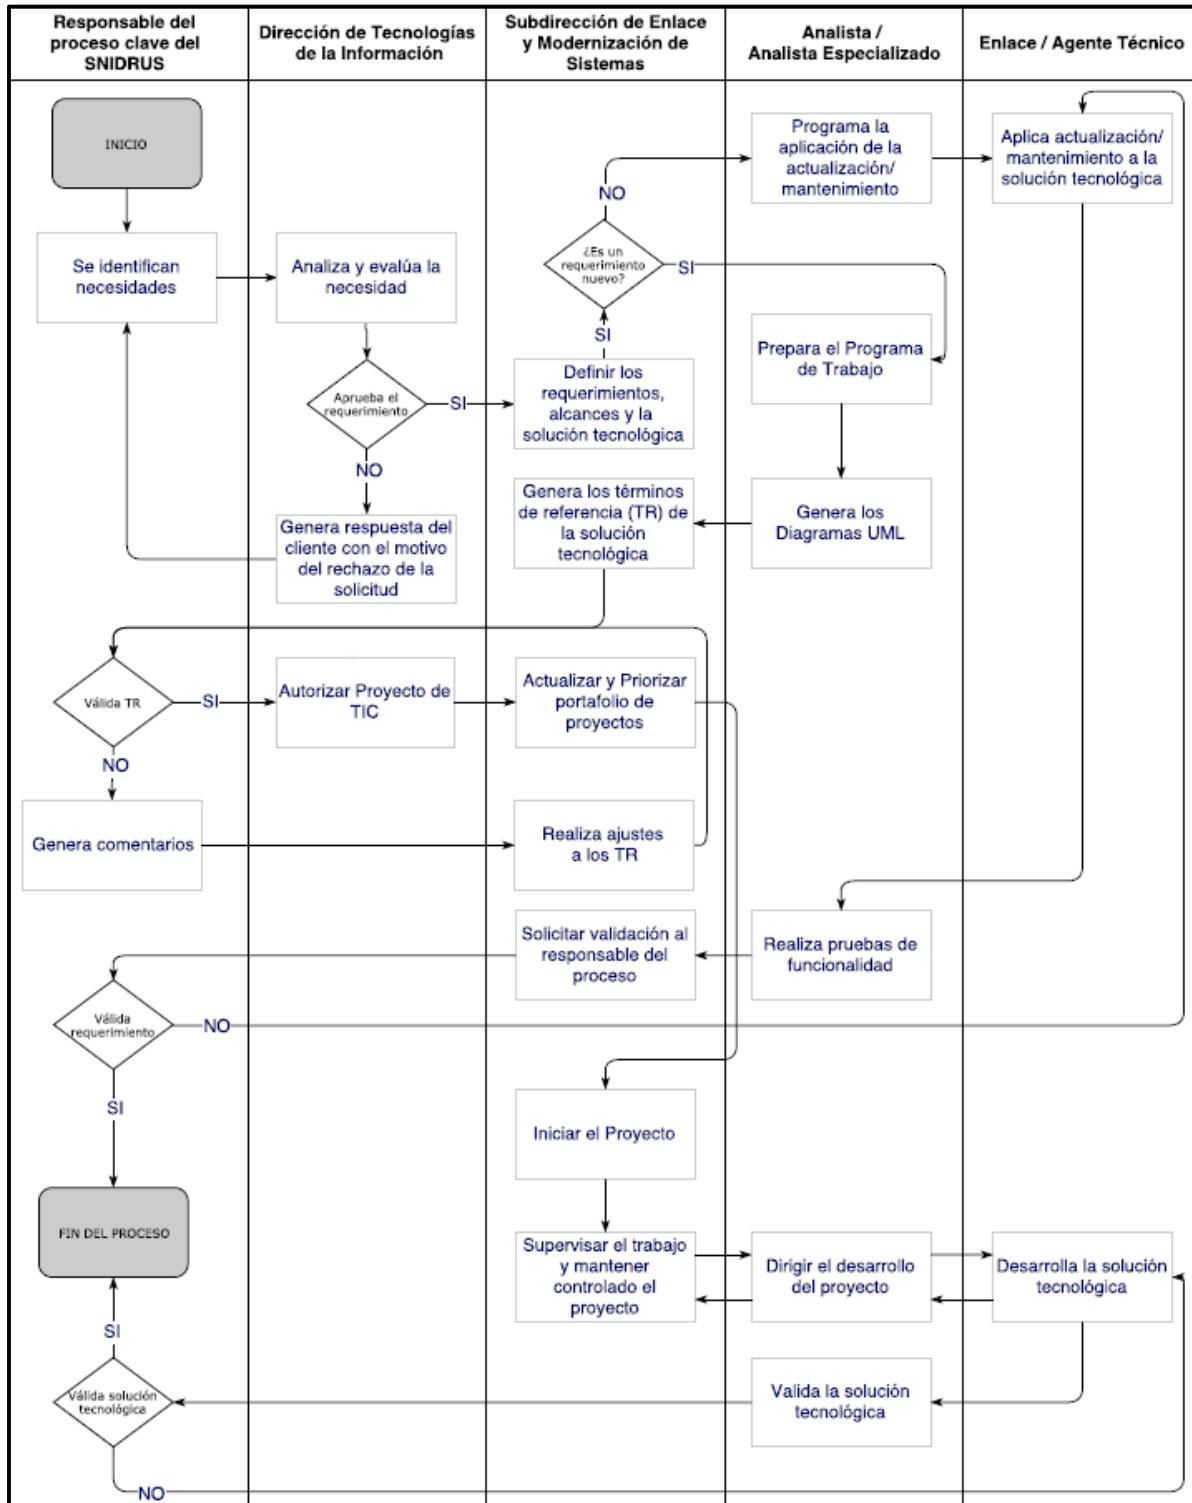 Responsable del
proceso clave del
SNIDRUS
Dirección de Tecnologías
de la Información
Subdirección de Enlace
y Modernización de
Sistemas
Analista /
Analista Especializado
Enlace / Agente Técnico
INICIO
Programa la
aplicación de la
actualización/
mantenimiento
Aplica actualización/
mantenimiento a la
solución tecnológica
NO
Se identifican
necesidades
Analiza y evalúa la
necesidad
¿Es un
requerimiento
nuevo?
SI
SI
Prepara el Programa
de Trabajo
Aprueba el
requerimiento
SI
Definir los
requerimientos,
alcances y la
solución tecnológica
NO
Genera respuesta del
cliente con el motivo
del rechazo de la
solicitud
Genera los términos
de referencia (TR) de
la solución
tecnológica
Genera los
Diagramas UML
Válida TR
SI
Autorizar Proyecto de
TIC
Actualizar y Priorizar
portafolio de
proyectos
NO
Genera comentarios
Realiza ajustes
a los TR
Solicitar validación al
responsable del
proceso
Realiza pruebas de
funcionalidad
Válida
requerimiento
NO
SI
Iniciar el Proyecto
FIN DEL PROCESO
Supervisar el trabajo
y mantener
controlado el
proyecto
Dirigir el desarrollo
del proyecto
Desarrolla la solución
tecnológica
SI
Válida solución
tecnológica
Valida la solución
tecnológica
NO